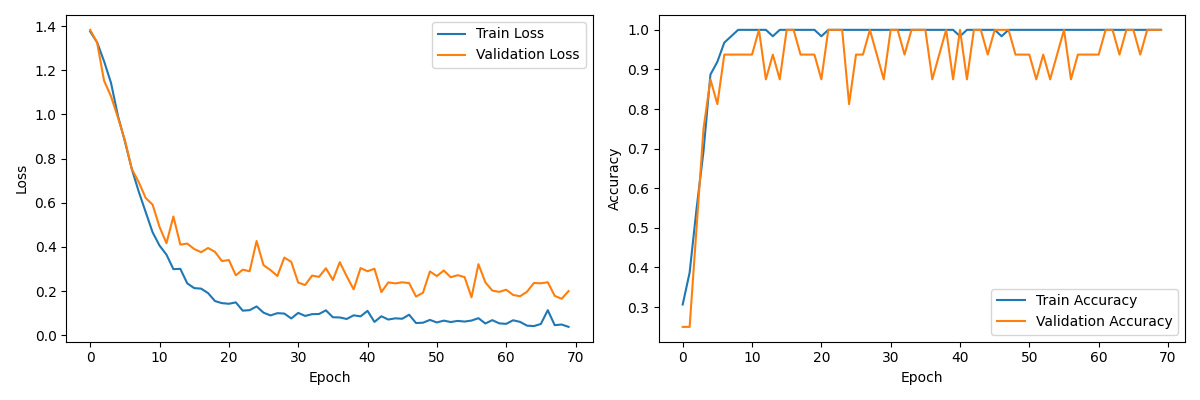 1.4
1.2
1.0
0.8
0.6
0.4
0.2
0.0
Loss
0 10 20 30 40 50 60 70
Epoch
Train Loss
Validation Loss
1.0
0.9
0.8
0.7
0.6
0.5
0.4
0.3
Accuracy
0 10 20 30 40 50 60 70
Epoch
Train Accuracy
Validation Accuracy